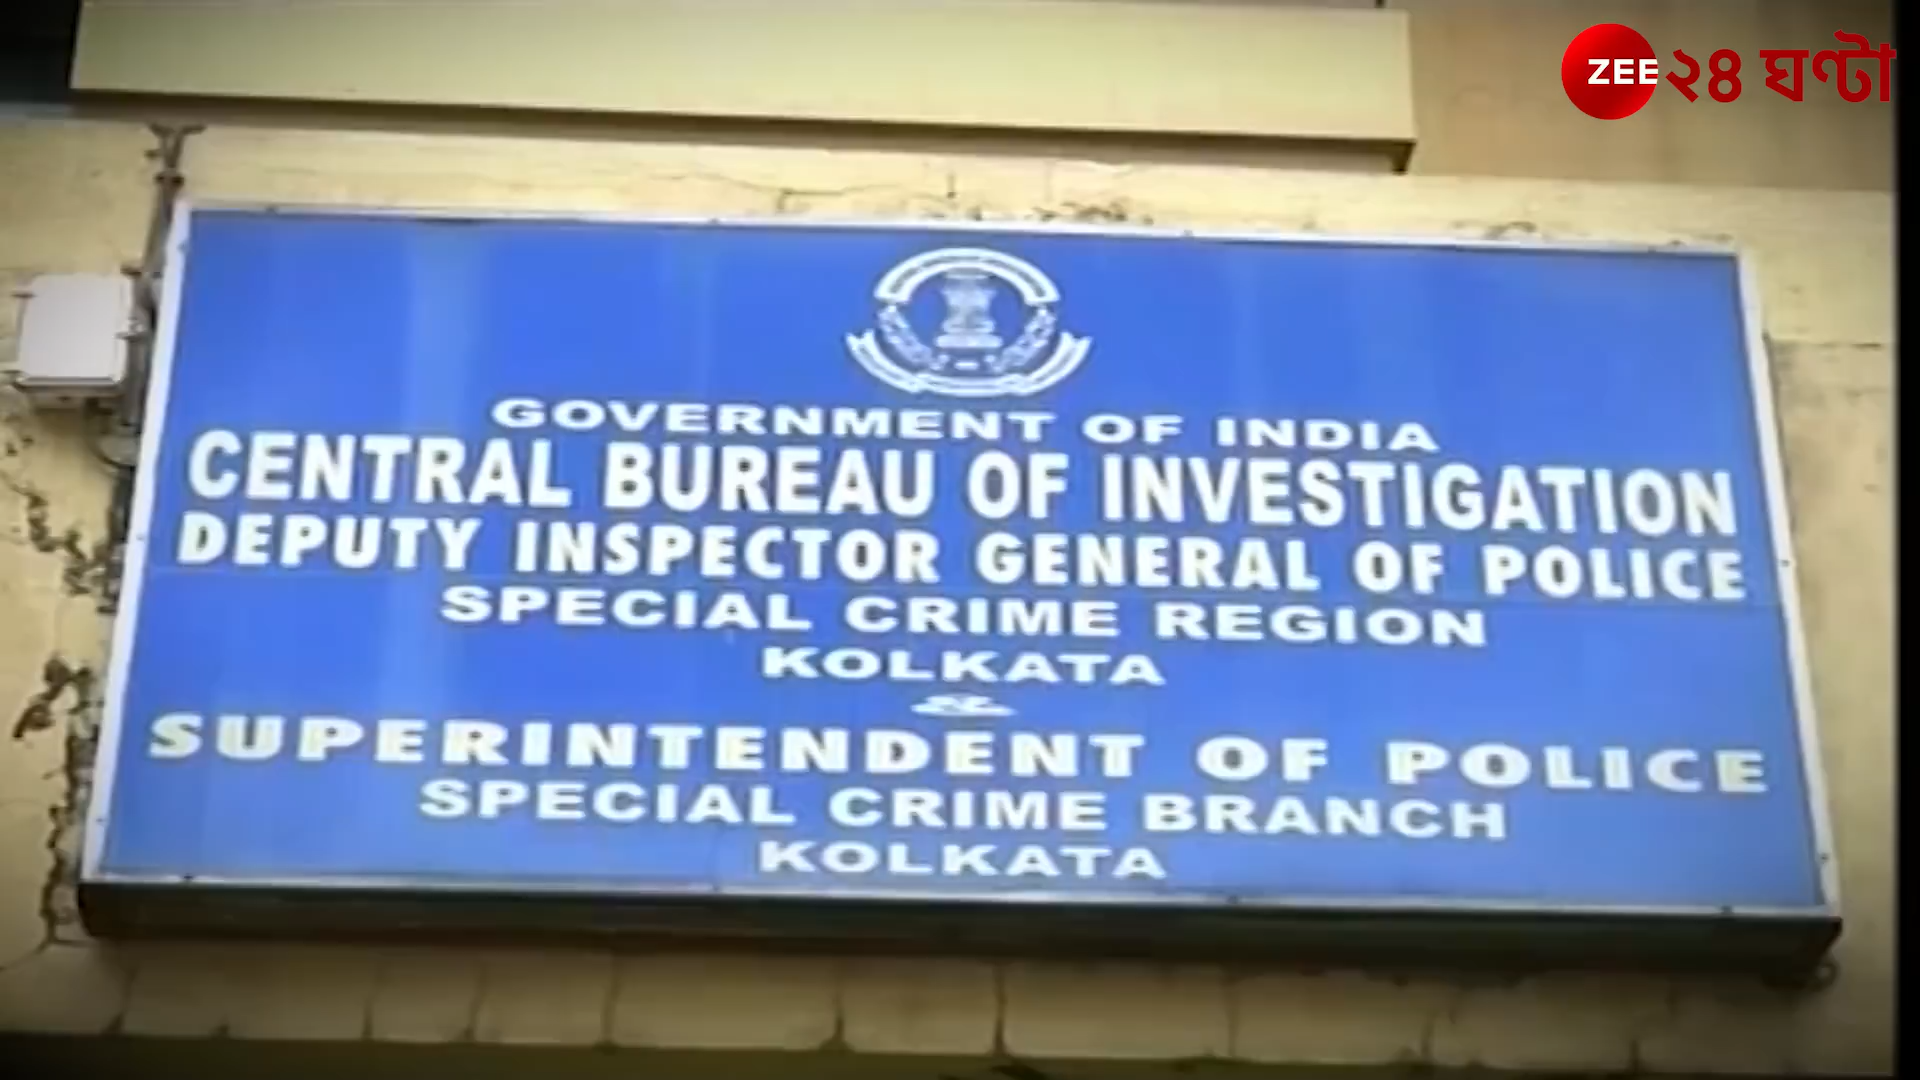 ZEE ২৪ ঘণ্টা
GOVERNMENT OF INDIA
CENTRAL BUREAU OF INVESTIGATION
DEPUTY INSPECTOR GENERAL OF POLICE
SPECIAL CRIME REGION
KOLKATA
&
SUPERINTENDENT OF POLICE
SPECIAL CRIME BRANCH
KOLKATA